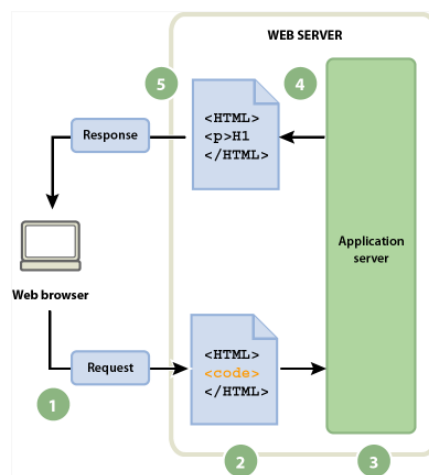 WEB SERVER
5
4
Response
<HTML>
<p>H1
</HTML>
Application
server
Web browser
Request
<HTML>
<code>
</HTML>
1
2
3